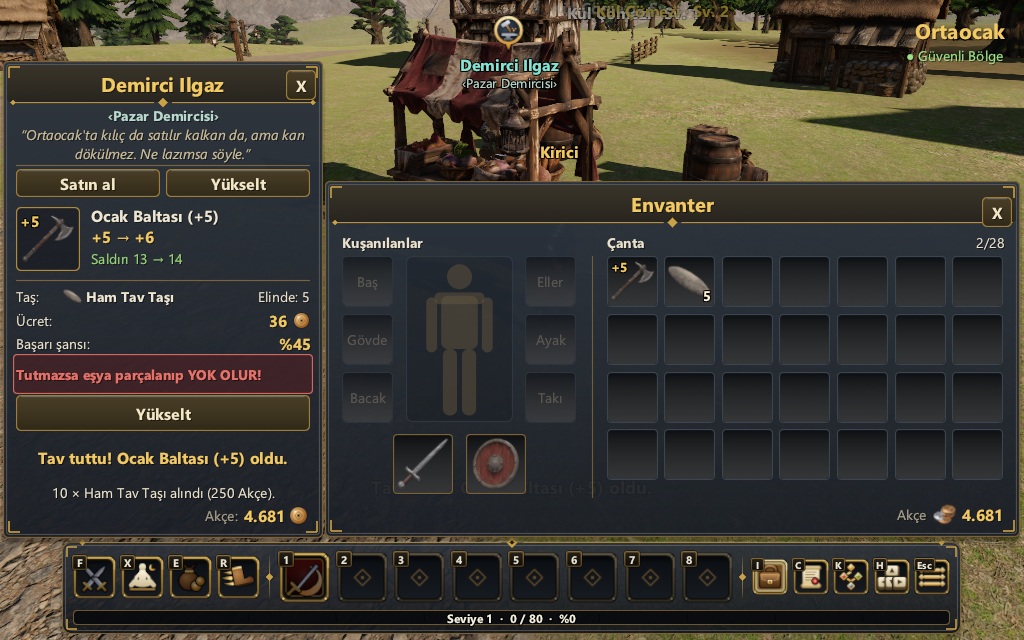 Sv. 2
Ortaocak
Güvenli Bölge
Demirci Ilgaz
‹Pazar Demircisi›
Kirici
Demirci Ilgaz
X
‹Pazar Demircisi›
“Ortaocak'ta kılıç da satılır kalkan da, ama kan
dökülmez. Ne lazımsa söyle.”
Satın al
Yükselt
+5
Ocak Baltası (+5)
+5 → +6
Saldırı 13 → 14
Taş: Ham Tav Taşı Elinde: 5
Ücret: 36
Başarı şansı: %45
Tutmazsa eşya parçalanıp YOK OLUR!
Yükselt
Tav tuttu! Ocak Baltası (+5) oldu.
10 × Ham Tav Taşı alındı (250 Akçe).
Akçe: 4.681
Envanter
X
Kuşanılanlar
Çanta
2/28
Baş
Eller
Gövde
Ayak
Bacak
Takı
+5
5
Akçe 4.681
F X E R 1 2 3 4 5 6 7 8 I C K H Esc
Seviye 1 · 0 / 80 · %0